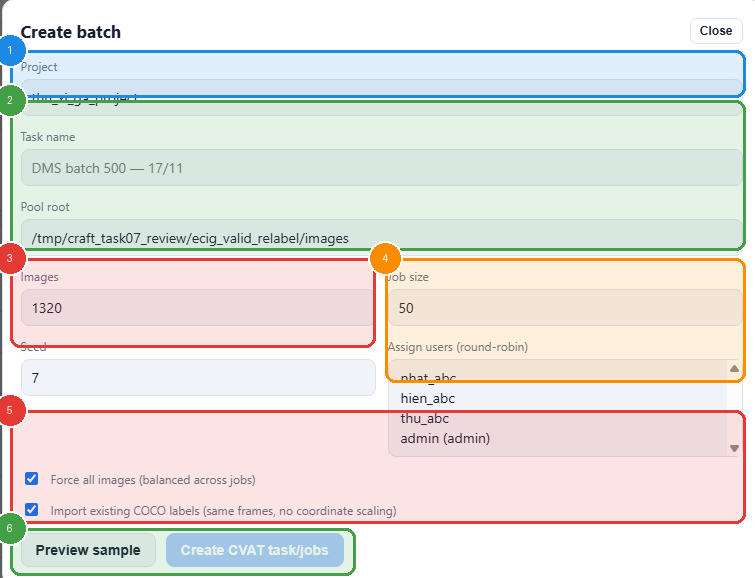 Create batch
Close
1
Project
thu_vi_ga_project
2
Task name
DMS batch 500 — 17/11
Pool root
/tmp/craft_task07_review/ecig_valid_relabel/images
3
4
Images
Job size
1320
50
Seed
Assign users (round-robin)
7
nhat_abc
hien_abc
5
thu_abc
admin (admin)
Force all images (balanced across jobs)
Import existing COCO labels (same frames, no coordinate scaling)
6
Preview sample
Create CVAT task/jobs